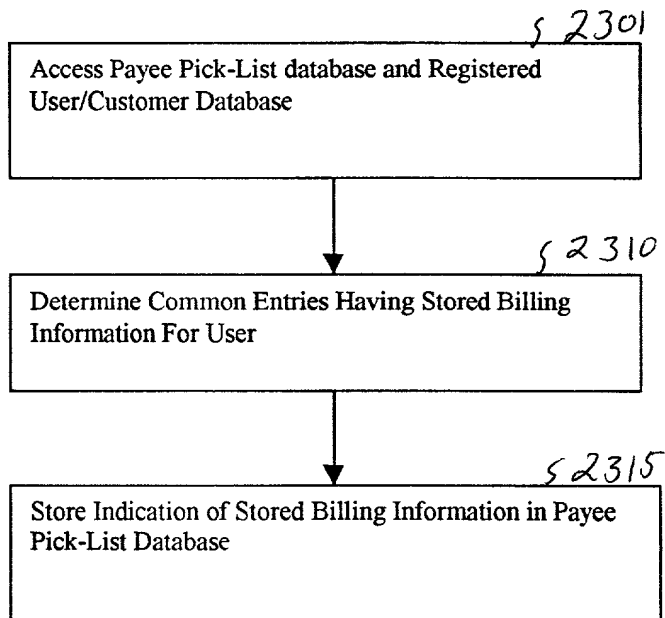 2301
Access Payee Pick-List database and Registered
User/Customer Database
2310
Determine Common Entries Having Stored Billing
Information For User
2315
Store Indication of Stored Billing Information in Payee
Pick-List Database